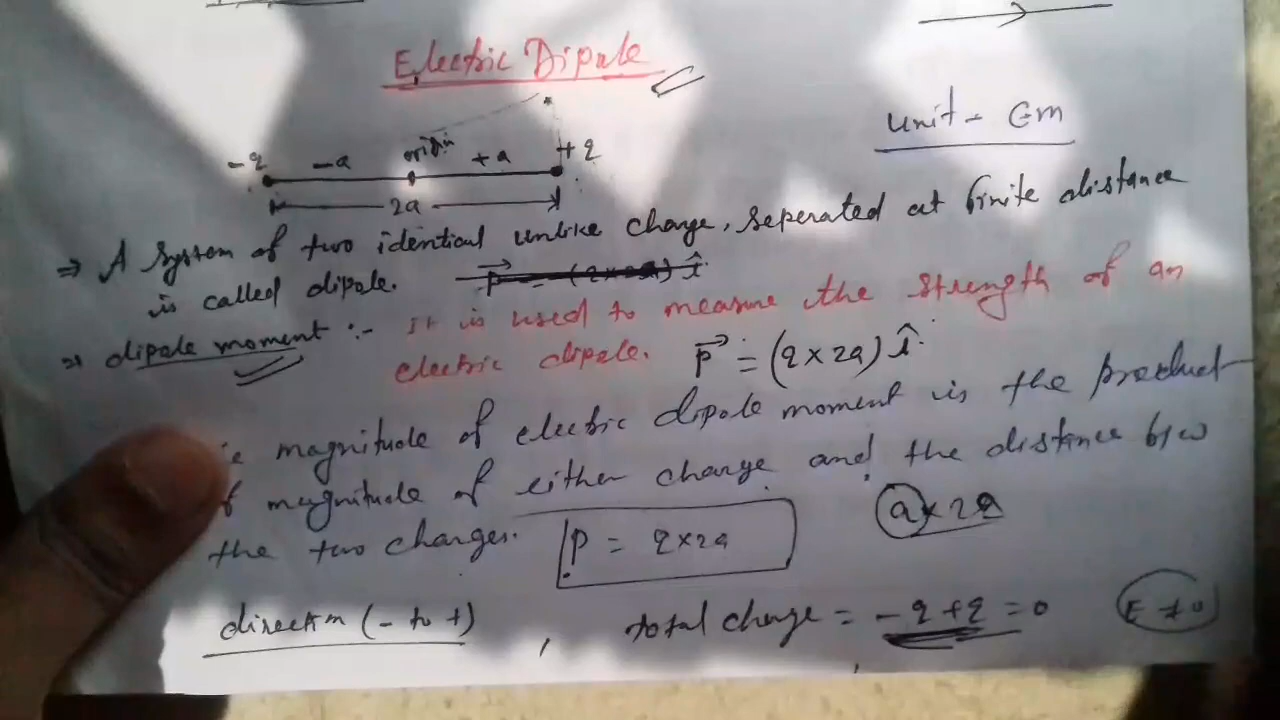 Electric Dipole
Unit - Cm
-q -a origin +a +q
2a
⇒ A system of two identical unlike charge, seperated at finite distance
is called dipole.
⇒ dipole moment :- It is used to measure the strength of an
electric dipole. p⃗ = (q×2a) î
magnitude of electric dipole moment is the product
of magnitude of either charge and the distance b/w
the two charges. p = q×2a
q×2a
direction (- to +) , total charge = -q+q = 0 E≠0